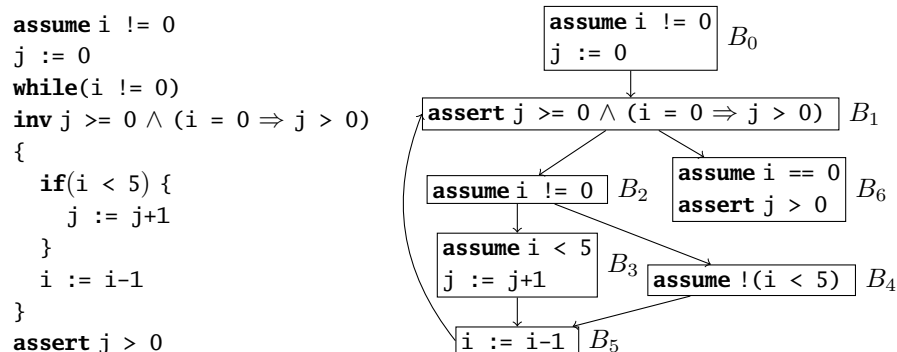 assume i != 0
j := 0
while(i != 0)
inv j >= 0 ∧ (i = 0 ⇒ j > 0)
{
if(i < 5) {
j := j+1
}
i := i-1
}
assert j > 0
assume i != 0
j := 0
B0
assert j >= 0 ∧ (i = 0 ⇒ j > 0)
B1
assume i != 0
B2
assume i == 0
assert j > 0
B6
assume i < 5
j := j+1
B3
assume !(i < 5)
B4
i := i-1
B5